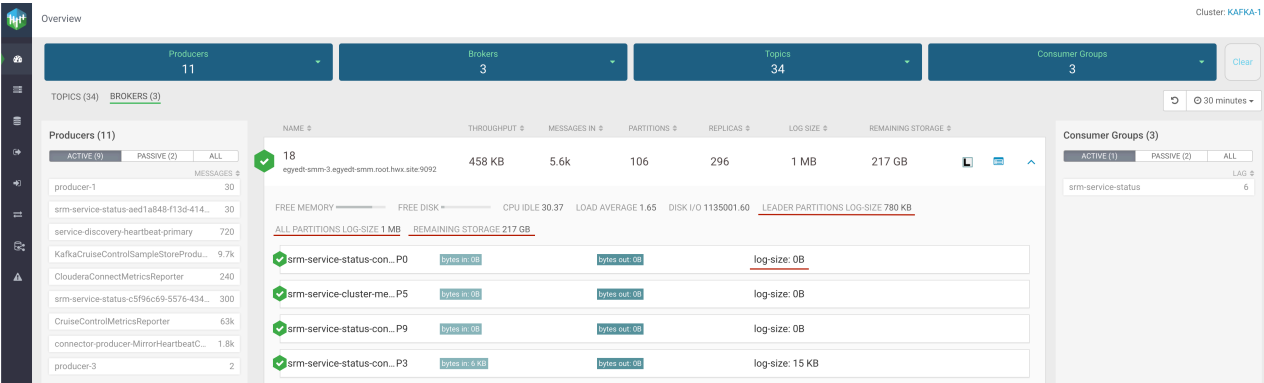 Overview
Cluster: KAFKA-1
Producers
11
Brokers
3
Topics
34
Consumer Groups
3
Clear
TOPICS (34) BROKERS (3)
30 minutes
Producers (11)
ACTIVE (9) PASSIVE (2) ALL
MESSAGES
producer-1 30
srm-service-status-aed1a848-f13d-414... 30
service-discovery-heartbeat-primary 720
KafkaCruiseControlSampleStoreProdu... 9.7k
ClouderaConnectMetricsReporter 240
srm-service-status-c5f96c69-5576-434... 300
CruiseControlMetricsReporter 63k
connector-producer-MirrorHeartbeatC... 1.8k
producer-3 2
NAME THROUGHPUT MESSAGES IN PARTITIONS REPLICAS LOG SIZE REMAINING STORAGE
18 458 KB 5.6k 106 296 1 MB 217 GB
egyedt-smm-3.egyedt-smm.root.hwx.site:9092
FREE MEMORY FREE DISK CPU IDLE 30.37 LOAD AVERAGE 1.65 DISK I/O 1135001.60 LEADER PARTITIONS LOG-SIZE 780 KB
ALL PARTITIONS LOG-SIZE 1 MB REMAINING STORAGE 217 GB
srm-service-status-con... P0 bytes in: 0B bytes out: 0B log-size: 0B
srm-service-cluster-me... P5 bytes in: 0B bytes out: 0B log-size: 0B
srm-service-status-con... P9 bytes in: 0B bytes out: 0B log-size: 0B
srm-service-status-con... P3 bytes in: 6 KB bytes out: 0B log-size: 15 KB
Consumer Groups (3)
ACTIVE (1) PASSIVE (2) ALL
LAG
srm-service-status 6